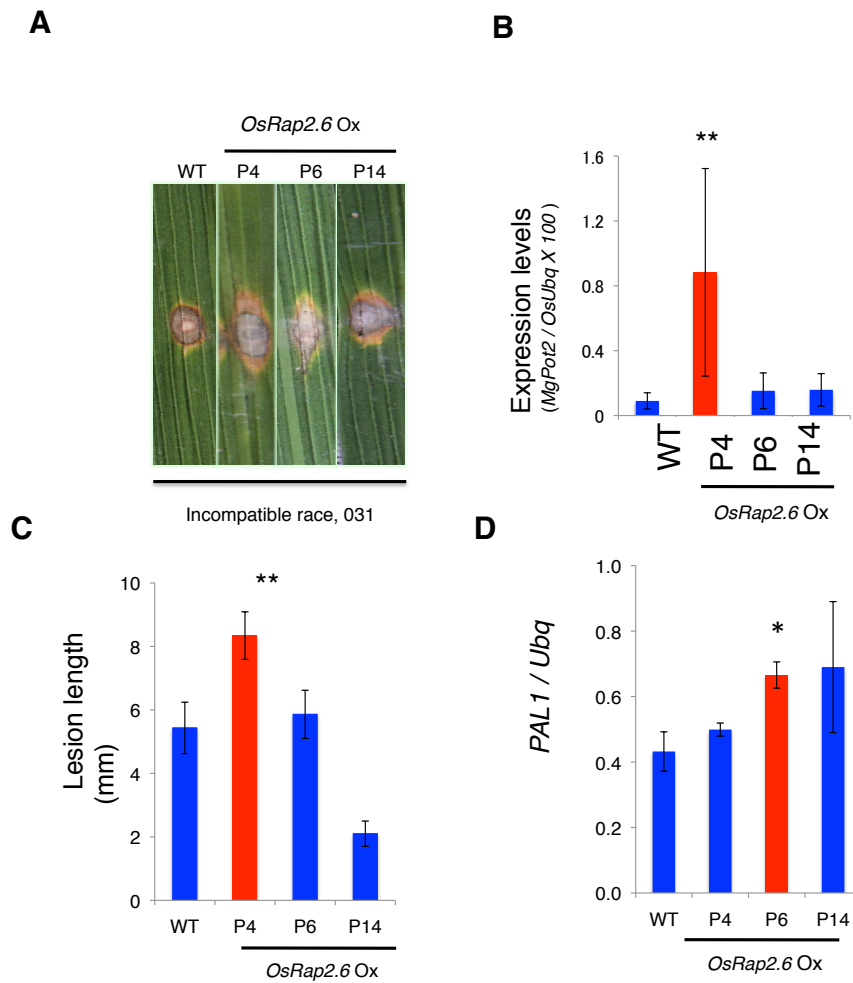 A
OsRap2.6 Ox
WT P4 P6 P14
Incompatible race, 031
B
Expression levels
(MgPot2 / OsUbq X 100 )
**
1.6
1.2
0.8
0.4
0
WT P4 P6 P14
OsRap2.6 Ox
C
Lesion length
(mm)
**
10
8
6
4
2
0
WT P4 P6 P14
OsRap2.6 Ox
D
PAL1 / Ubq
*
1.0
0.8
0.6
0.4
0.2
0.0
WT P4 P6 P14
OsRap2.6 Ox